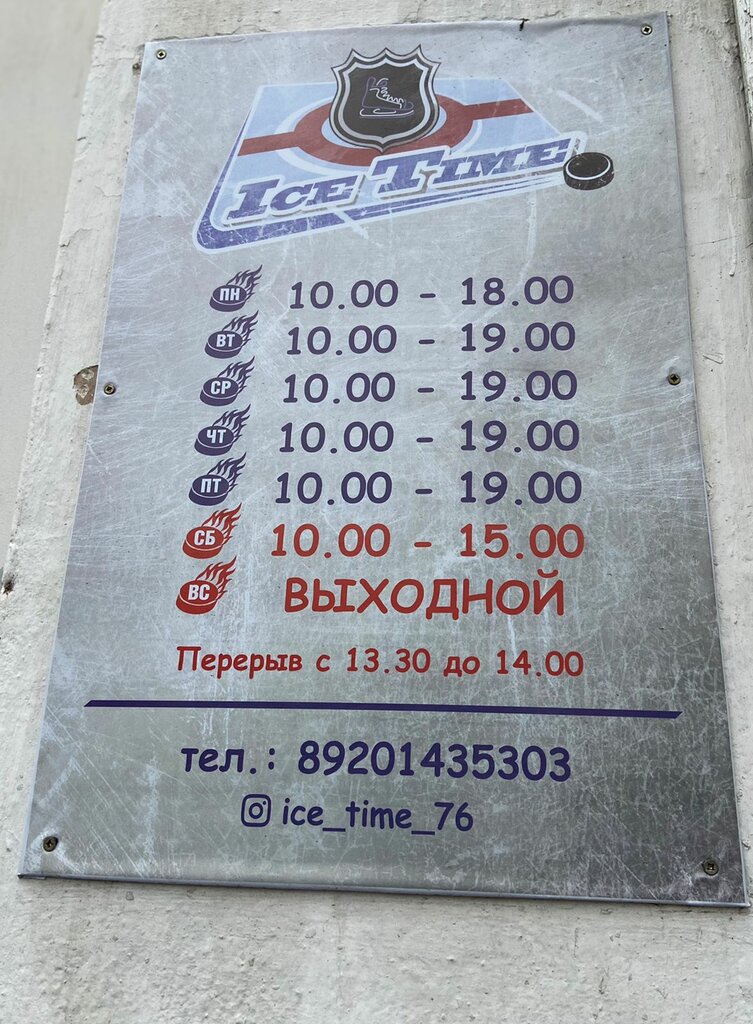 ICE TIME
ПН 10.00 - 18.00
ВТ 10.00 - 19.00
СР 10.00 - 19.00
ЧТ 10.00 - 19.00
ПТ 10.00 - 19.00
СБ 10.00 - 15.00
ВС ВЫХОДНОЙ
Перерыв с 13.30 до 14.00
тел.: 89201435303
ice_time_76